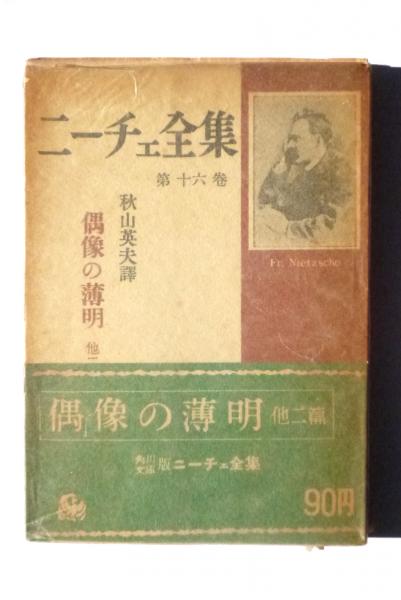 ニーチェ全集
第十六卷
秋山英夫譯
偶像の薄明
他二
Fr. Nietzsche
偶像の薄明 他二篇
角川文庫版ニーチェ全集
90円